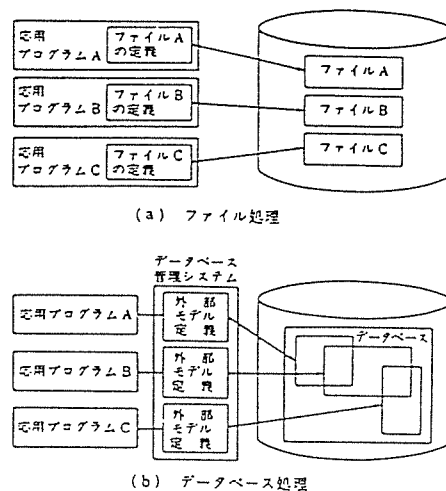 応用
プログラムA
ファイルA
の定義
ファイルA
応用
プログラムB
ファイルB
の定義
ファイルB
応用
プログラムC
ファイルC
の定義
ファイルC
(a) ファイル処理
データベース
管理システム
応用プログラムA
外部
モデル
定義
データベース
応用プログラムB
外部
モデル
定義
応用プログラムC
外部
モデル
定義
(b) データベース処理